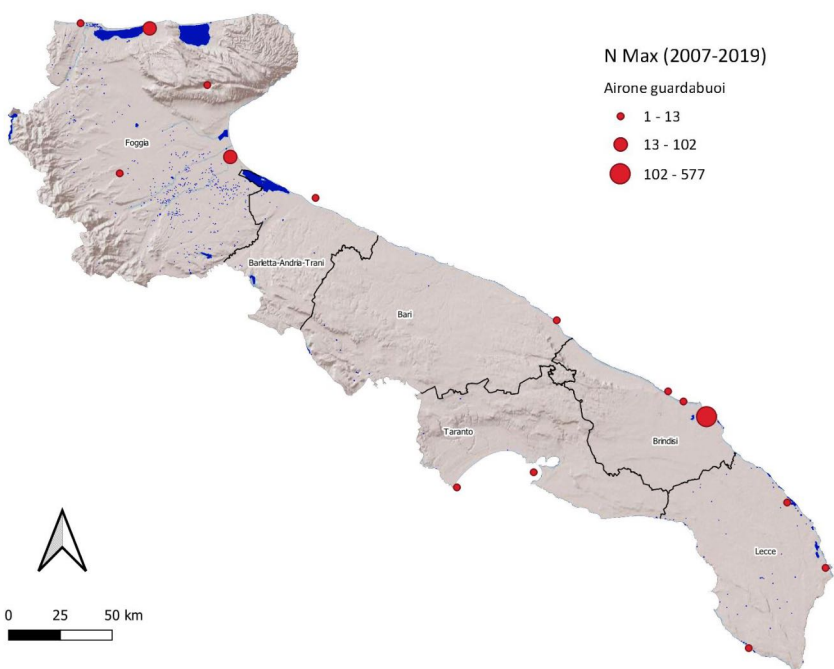 N Max (2007-2019)
Airone guardabuoi
1 - 13
13 - 102
102 - 577
Foggia
Barletta-Andria-Trani
Bari
Taranto
Brindisi
Lecce
0 25 50 km